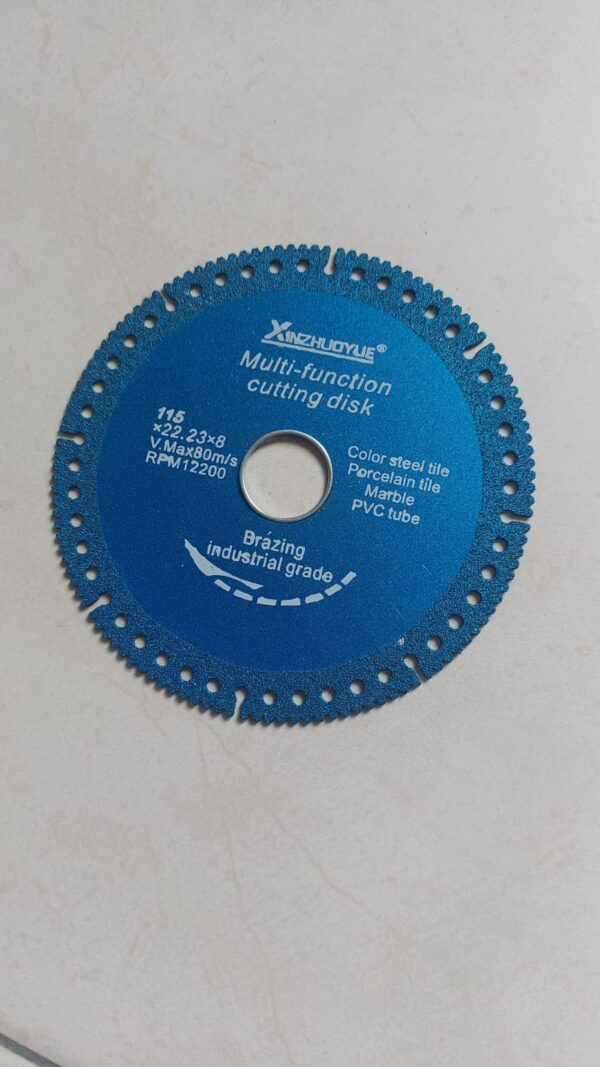 XINZHUOYUE®
Multi-function
cutting disk
115
×22.23×8
V.Max80m/s
RPM12200
Color steel tile
Porcelain tile
Marble
PVC tube
Brázing
industrial grade